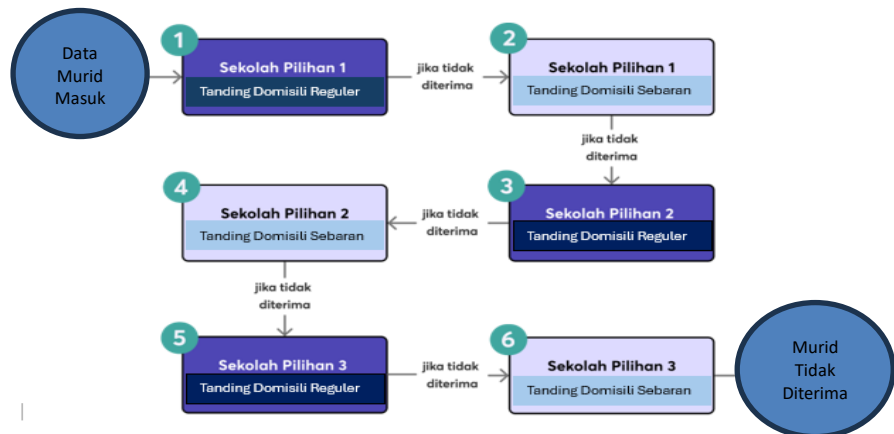 Data
Murid
Masuk
1
Sekolah Pilihan 1
Tanding Domisili Reguler
jika tidak
diterima
2
Sekolah Pilihan 1
Tanding Domisili Sebaran
jika tidak
diterima
3
Sekolah Pilihan 2
Tanding Domisili Reguler
jika tidak
diterima
4
Sekolah Pilihan 2
Tanding Domisili Sebaran
jika tidak
diterima
5
Sekolah Pilihan 3
Tanding Domisili Reguler
jika tidak
diterima
6
Sekolah Pilihan 3
Tanding Domisili Sebaran
Murid
Tidak
Diterima